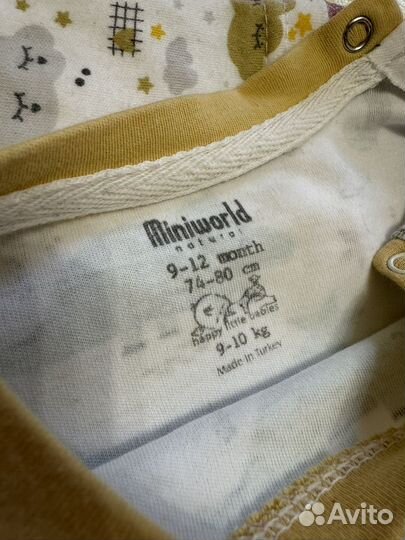 Miniworld
natural
9-12 month
74-80 cm
happy little babies
9-10 kg
Made in Turkey
Avito